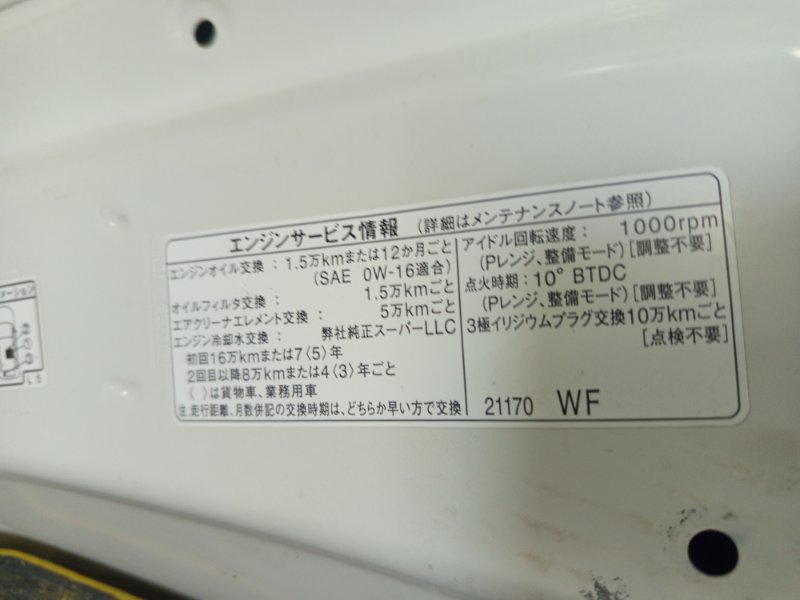 エンジンサービス情報 (詳細はメンテナンスノート参照)
エンジンオイル交換 : 1.5万kmまたは12か月ごと
(SAE 0W-16適合)
オイルフィルタ交換 : 1.5万kmごと
エアクリーナエレメント交換 : 5万kmごと
エンジン冷却水交換 : 弊社純正スーパーLLC
初回16万kmまたは7〈5〉年
2回目以降8万kmまたは4〈3〉年ごと
〈 〉は貨物車、業務用車
注.走行距離、月数併記の交換時期は、どちらか早い方で交換
アイドル回転速度 : 1000rpm
(Pレンジ、整備モード) [調整不要]
点火時期 : 10° BTDC
(Pレンジ、整備モード) [調整不要]
3極イリジウムプラグ交換10万kmごと
[点検不要]
21170 WF
②
①
③